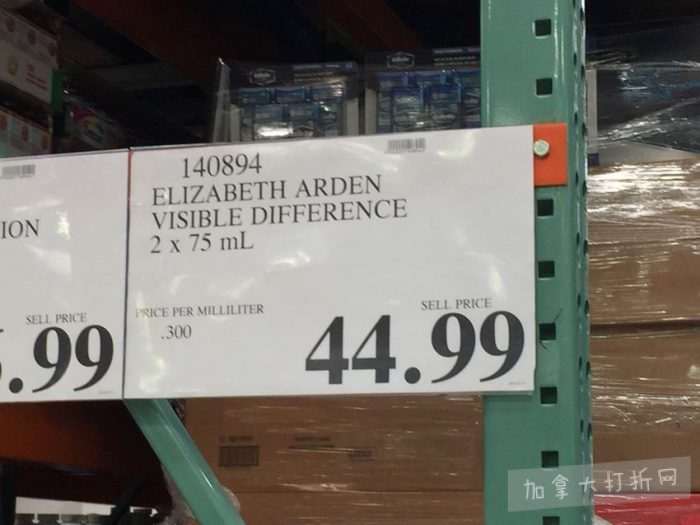 140894
ELIZABETH ARDEN
VISIBLE DIFFERENCE
2 x 75 mL
PRICE PER MILLILITER
.300
SELL PRICE
44.99
ION
SELL PRICE
.99
加拿大打折网